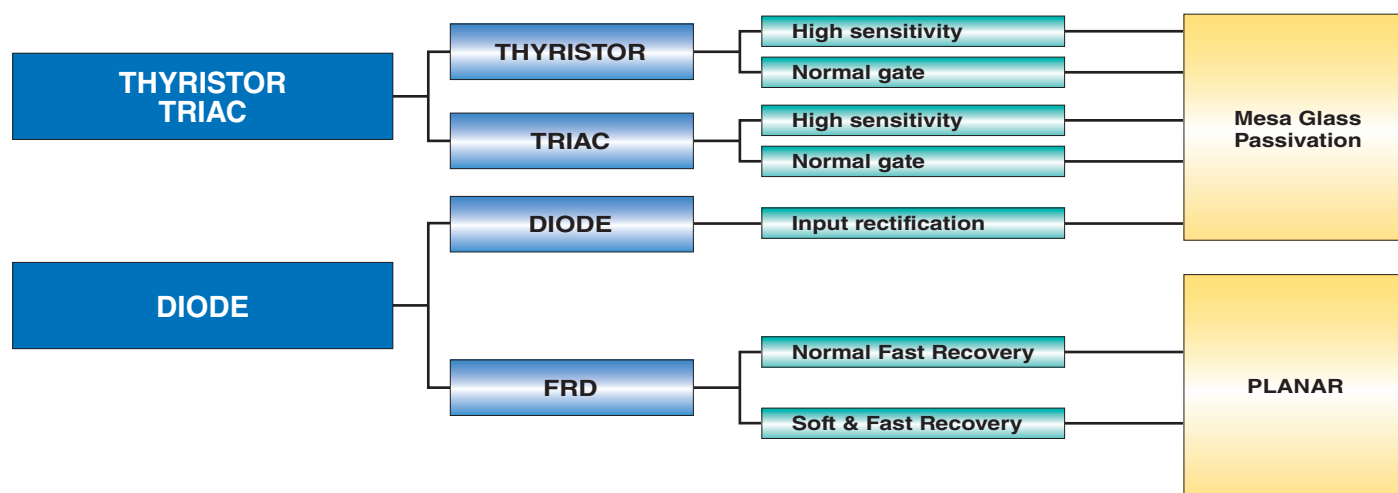 THYRISTOR
TRIAC
THYRISTOR
High sensitivity
Normal gate
TRIAC
High sensitivity
Normal gate
Mesa Glass
Passivation
DIODE
DIODE
Input rectification
FRD
Normal Fast Recovery
Soft & Fast Recovery
PLANAR